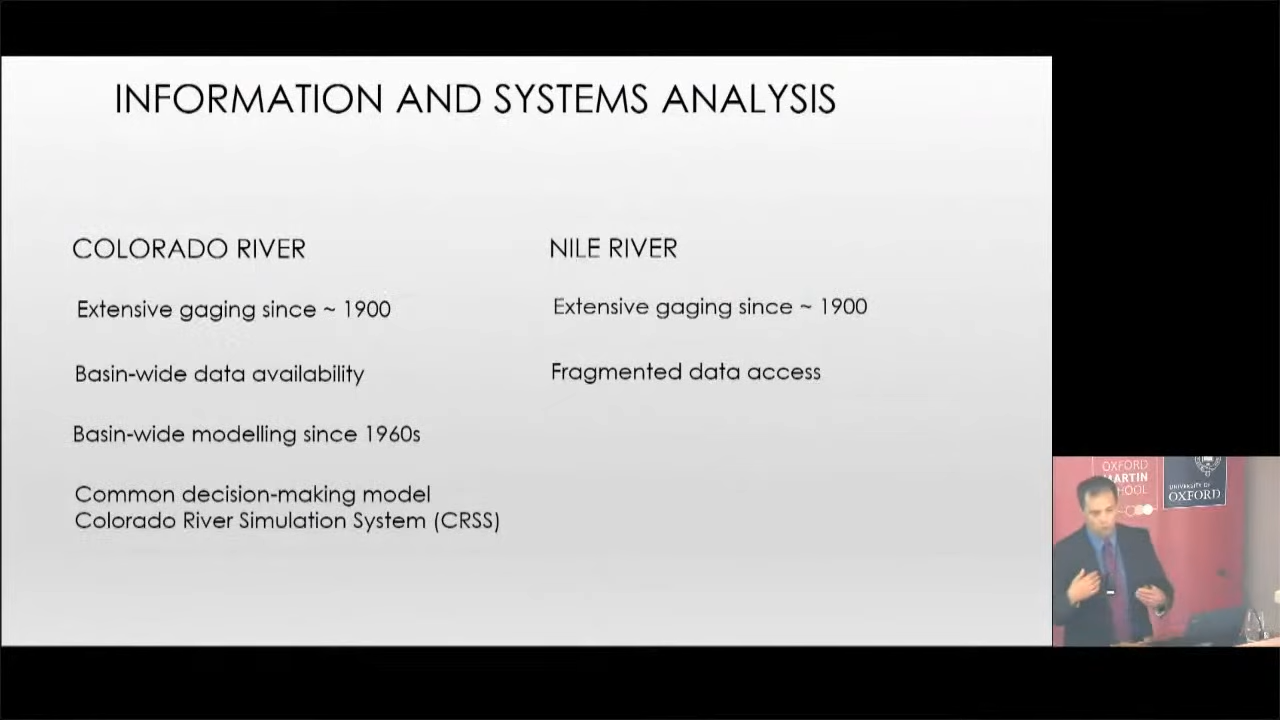 INFORMATION AND SYSTEMS ANALYSIS
COLORADO RIVER
Extensive gaging since ~ 1900
Basin-wide data availability
Basin-wide modelling since 1960s
Common decision-making model
Colorado River Simulation System (CRSS)
NILE RIVER
Extensive gaging since ~ 1900
Fragmented data access
OXFORD
MARTIN
SCHOOL
UNIVERSITY OF
OXFORD